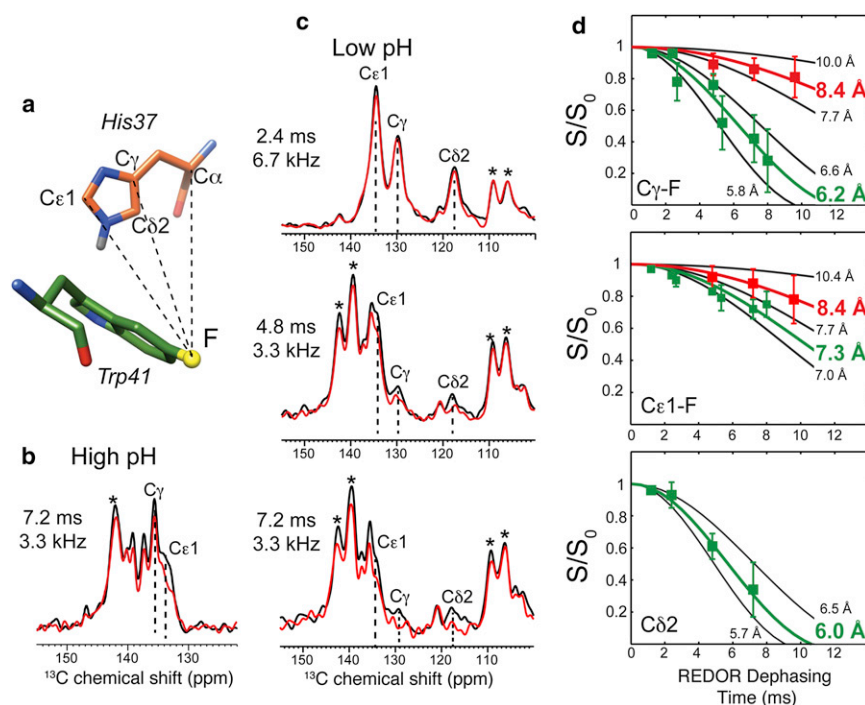 a
His37
Cγ
Cα
Cε1
Cδ2
F
Trp41
b
High pH
7.2 ms
3.3 kHz
*
Cγ
Cε1
150
140
130
¹³C chemical shift (ppm)
c
Low pH
2.4 ms
6.7 kHz
Cε1
Cγ
Cδ2
* *
150
140
130
120
110
4.8 ms
3.3 kHz
* *
Cε1
Cγ
Cδ2
* *
150
140
130
120
110
7.2 ms
3.3 kHz
* *
Cε1
Cγ
Cδ2
* *
150
140
130
120
110
100
¹³C chemical shift (ppm)
d
S/S₀
1
0.8
0.6
0.4
0.2
10.0 Å
8.4 Å
7.7 Å
6.6 Å
5.8 Å
6.2 Å
Cγ-F
0 2 4 6 8 10 12
S/S₀
1
0.8
0.6
0.4
0.2
10.4 Å
8.4 Å
7.7 Å
7.3 Å
7.0 Å
Cε1-F
0 2 4 6 8 10 12
S/S₀
1
0.8
0.6
0.4
0.2
6.5 Å
5.7 Å
6.0 Å
Cδ2
0 2 4 6 8 10 12
REDOR Dephasing
Time (ms)